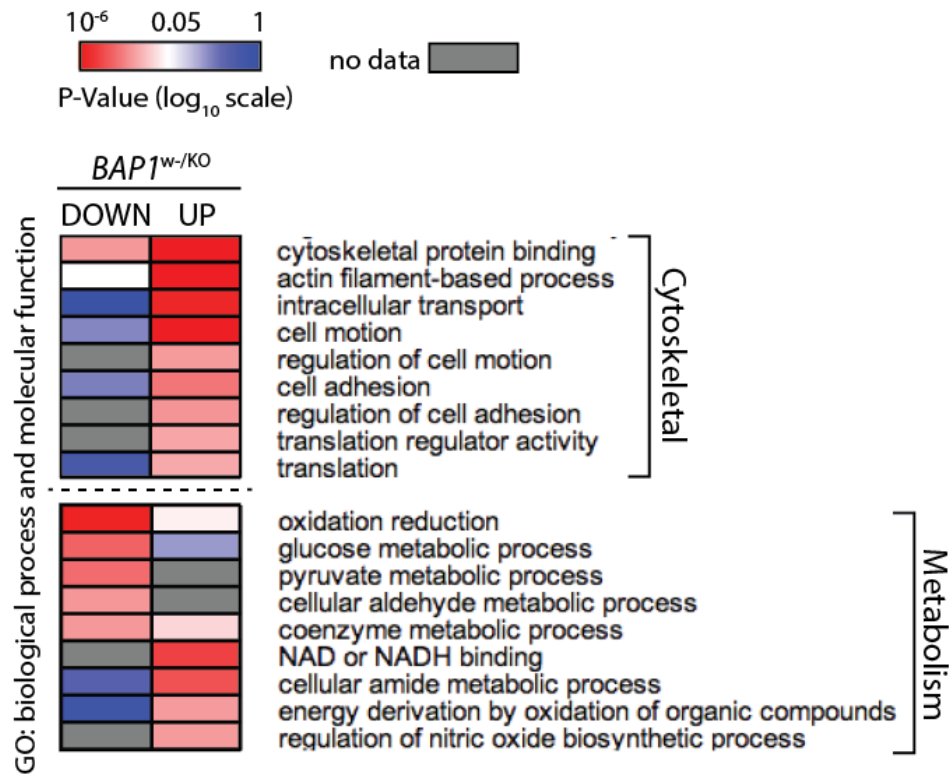 10⁻⁶ 0.05 1
no data
P-Value (log₁₀ scale)
BAP1ʷ⁻/ᴷᴼ
DOWN UP
GO: biological process and molecular function
cytoskeletal protein binding
actin filament-based process
intracellular transport
cell motion
regulation of cell motion
cell adhesion
regulation of cell adhesion
translation regulator activity
translation
Cytoskeletal
oxidation reduction
glucose metabolic process
pyruvate metabolic process
cellular aldehyde metabolic process
coenzyme metabolic process
NAD or NADH binding
cellular amide metabolic process
energy derivation by oxidation of organic compounds
regulation of nitric oxide biosynthetic process
Metabolism